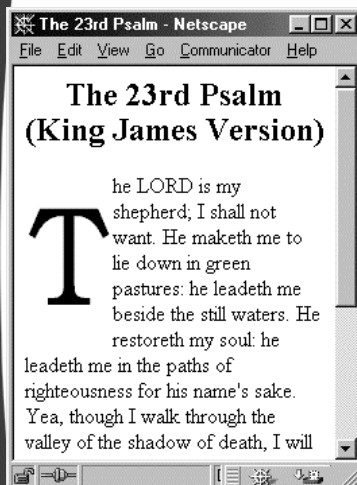 The 23rd Psalm - Netscape
File Edit View Go Communicator Help
The 23rd Psalm
(King James Version)
The LORD is my
shepherd; I shall not
want. He maketh me to
lie down in green
pastures: he leadeth me
beside the still waters. He
restoreth my soul: he
leadeth me in the paths of
righteousness for his name's sake.
Yea, though I walk through the
valley of the shadow of death, I will